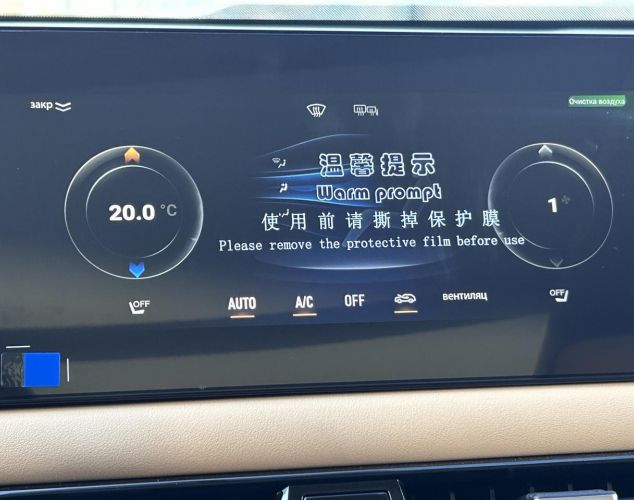 закр
Очистка воздуха
温馨提示
Warm prompt
20.0 °C
1
使用前请撕掉保护膜
Please remove the protective film before use
OFF
AUTO
A/C
OFF
вентиляц
OFF